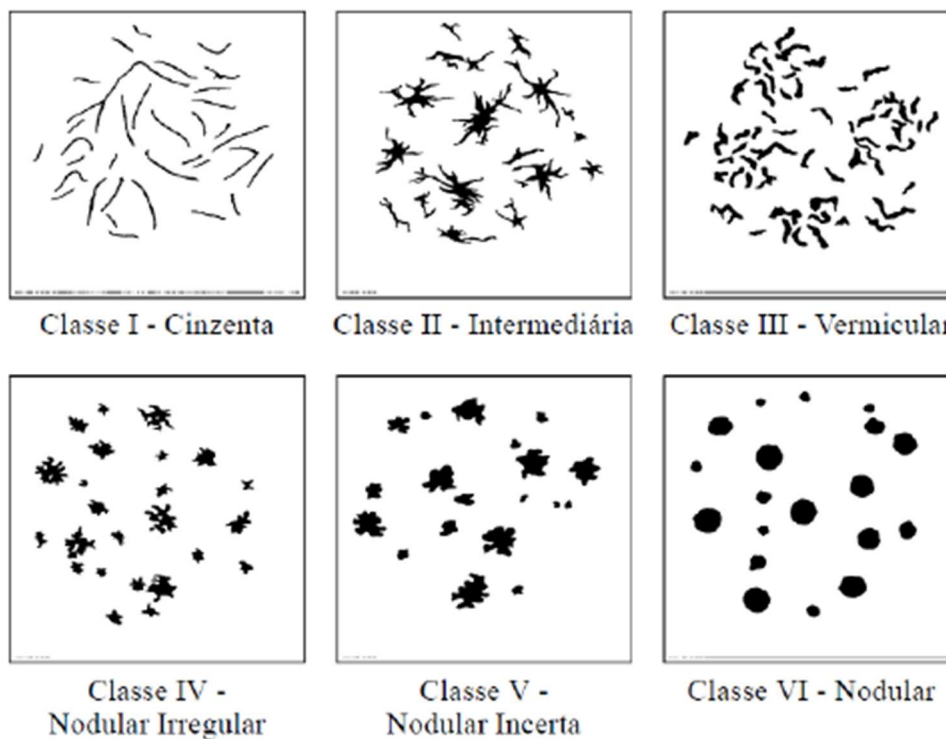 Classe I - Cinzenta
Classe II - Intermediária
Classe III - Vermicular
Classe IV -
Nodular Irregular
Classe V -
Nodular Incerta
Classe VI - Nodular